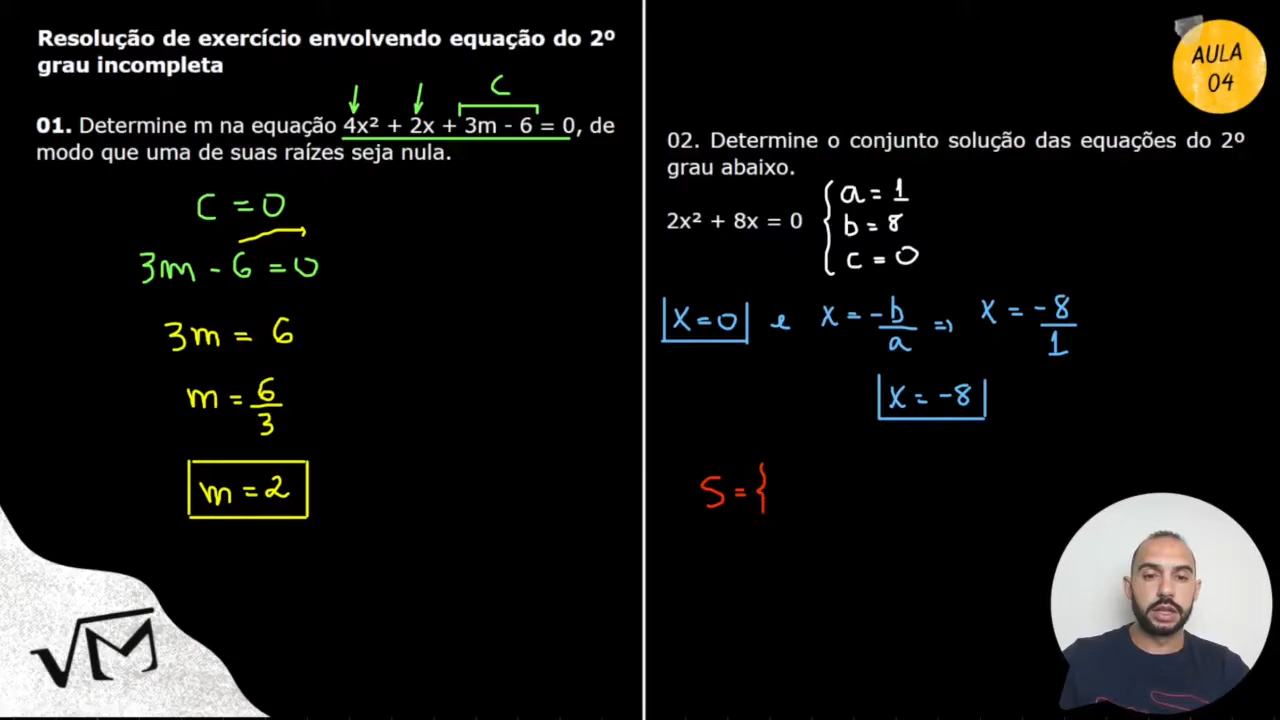 Resolução de exercício envolvendo equação do 2º
grau incompleta
C
01. Determine m na equação 4x² + 2x + 3m - 6 = 0, de
modo que uma de suas raízes seja nula.
C = 0
3m - 6 = 0
3m = 6
m = 6/3
m = 2
AULA
04
02. Determine o conjunto solução das equações do 2º
grau abaixo.
2x² + 8x = 0 { a = 1
b = 8
c = 0
x = 0 e x = -b/a => x = -8/1
x = -8
S = {
√M